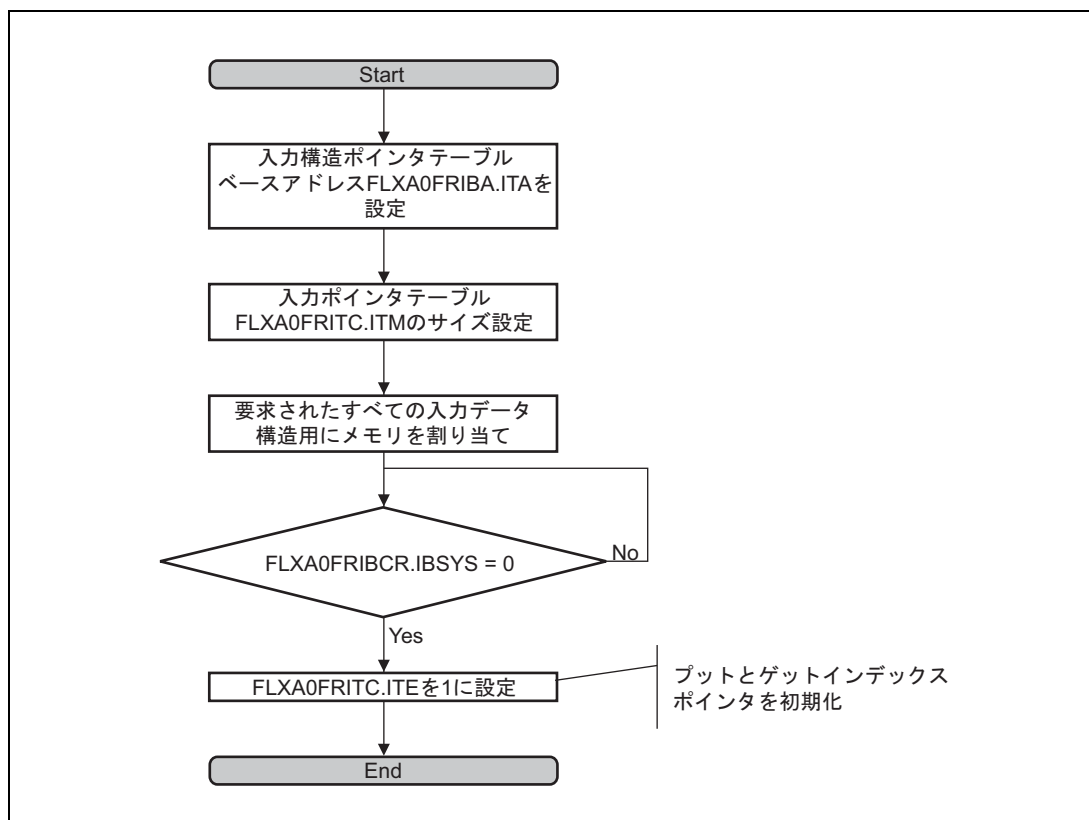 Start
入力構造ポインタテーブル
ベースアドレスFLXA0FRIBA.ITAを
設定
入力ポインタテーブル
FLXA0FRITC.ITMのサイズ設定
要求されたすべての入力データ
構造用にメモリを割り当て
FLXA0FRIBCR.IBSYS = 0
No
Yes
FLXA0FRITC.ITEを1に設定
プットとゲットインデックス
ポインタを初期化
End